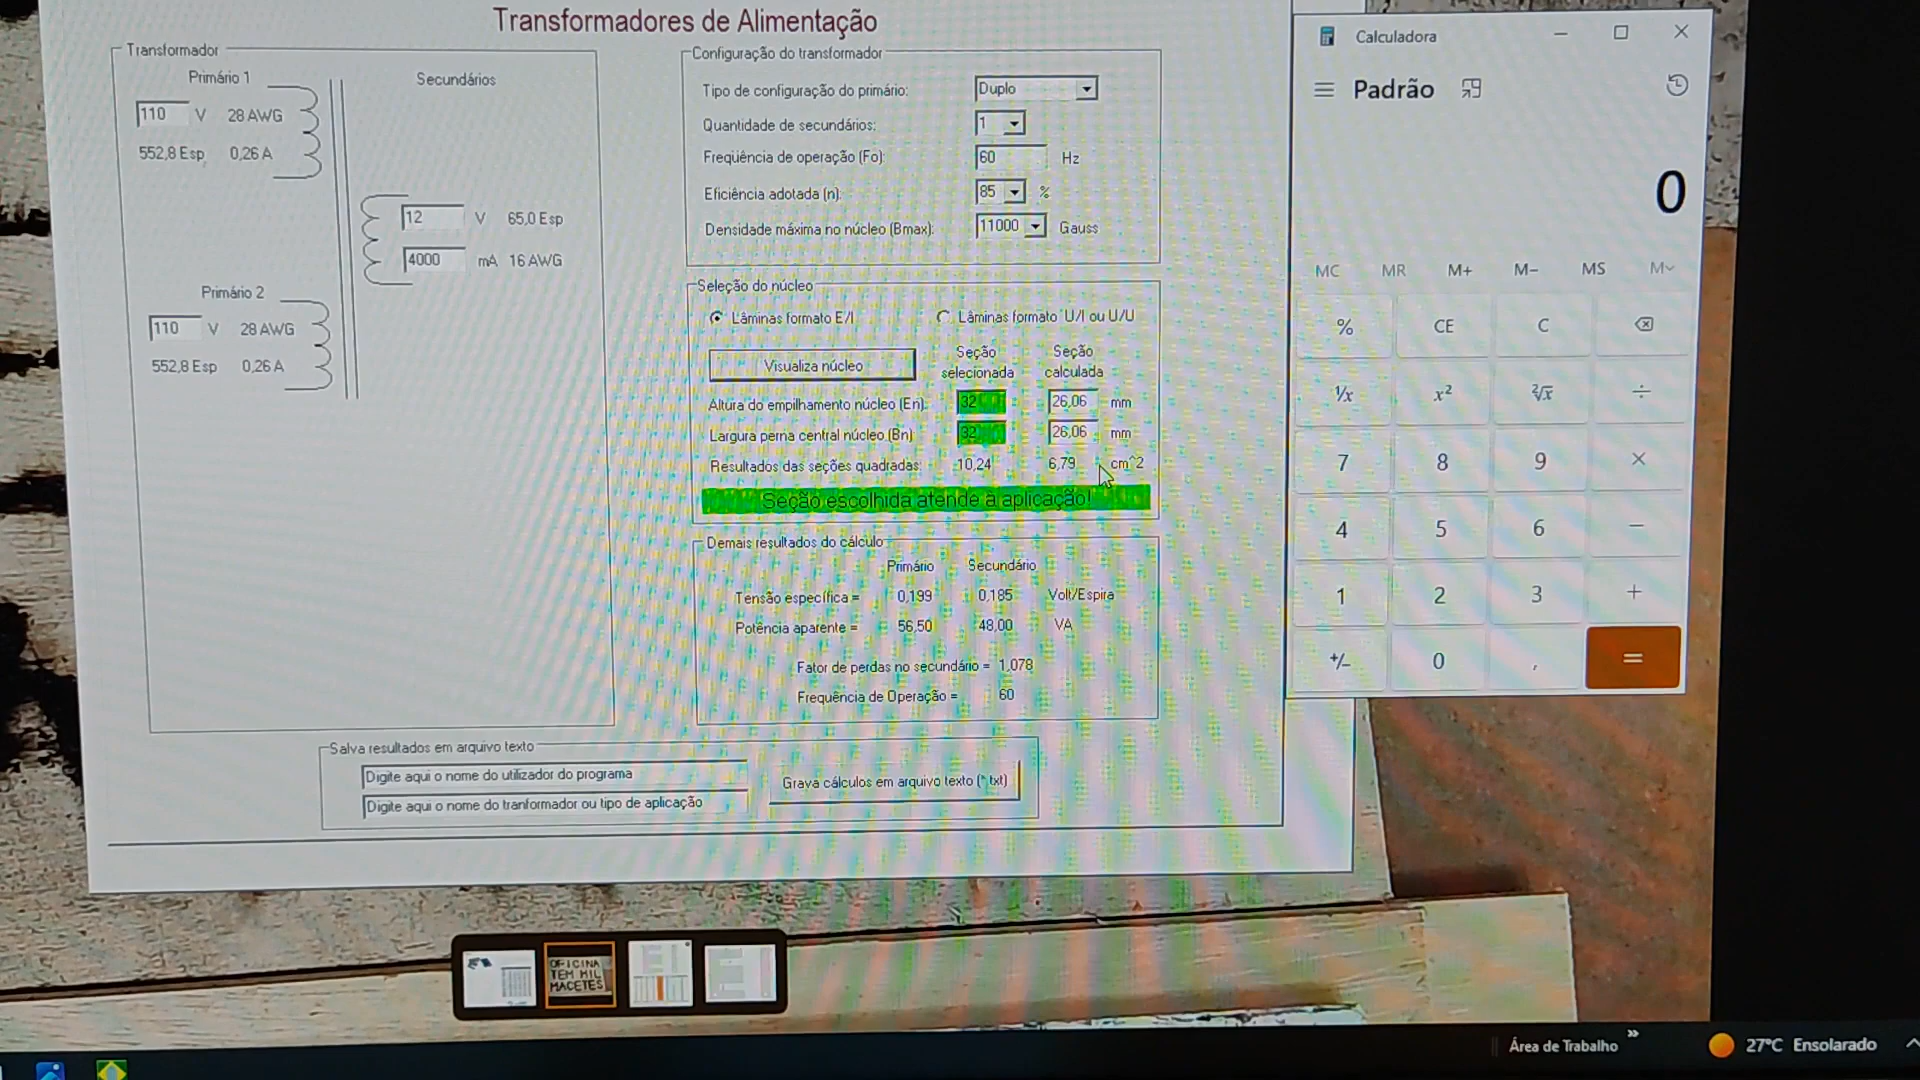 Transformadores de Alimentação
Transformador
Primário 1
110 V 28 AWG
552,8 Esp 0,26 A
Secundários
12 V 65,0 Esp
4000 mA 16 AWG
Primário 2
110 V 28 AWG
552,8 Esp 0,26 A
Configuração do transformador
Tipo de configuração do primário: Duplo
Quantidade de secundários: 1
Freqüência de operação (Fo): 60 Hz
Eficiência adotada (n): 85 %
Densidade máxima no núcleo (Bmax): 11000 Gauss
Seleção do núcleo
Lâminas formato E/I
Lâminas formato U/I ou U/U
Visualiza núcleo
Seção selecionada
Seção calculada
Altura do empilhamento núcleo (En): 32 26,06 mm
Largura perna central núcleo (Bn) 32 26,06 mm
Resultados das seções quadradas: 10,24 6,79 cm^2
Seção escolhida atende à aplicação!
Demais resultados do cálculo
Primário Secundário
Tensão específica = 0,199 0,185 Volt/Espira
Potência aparente = 56,50 48,00 VA
Fator de perdas no secundário = 1,078
Frequência de Operação = 60
Salva resultados em arquivo texto
Digite aqui o nome do utilizador do programa
Digite aqui o nome do tranformador ou tipo de aplicação
Grava cálculos em arquivo texto (*.txt)
Calculadora
Padrão
0
MC MR M+ M- MS M
% CE C
1/x x² ²√x ÷
7 8 9 ×
4 5 6 −
1 2 3 +
+/- 0 , =
OFICINA
TEM MIL
MACETES
Área de Trabalho
27°C Ensolarado